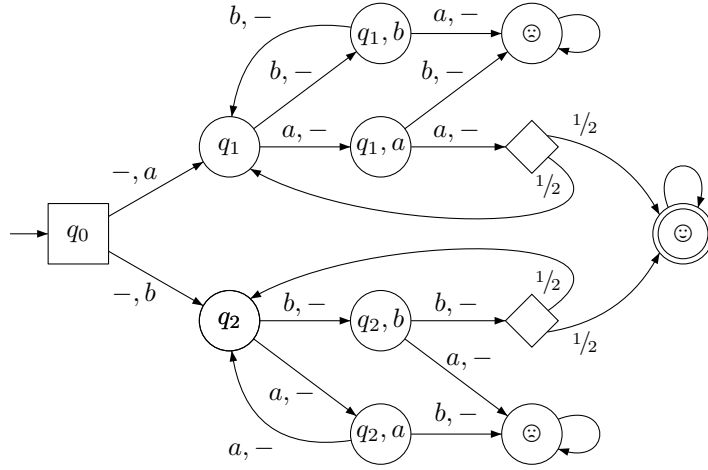 b, −
q₁, b
a, −
☹
b, −
b, −
1/2
q₁
a, −
q₁, a
a, −
1/2
−, a
q₀
☺
−, b
1/2
q₂
b, −
q₂, b
b, −
1/2
a, −
a, −
q₂, a
b, −
☹
a, −